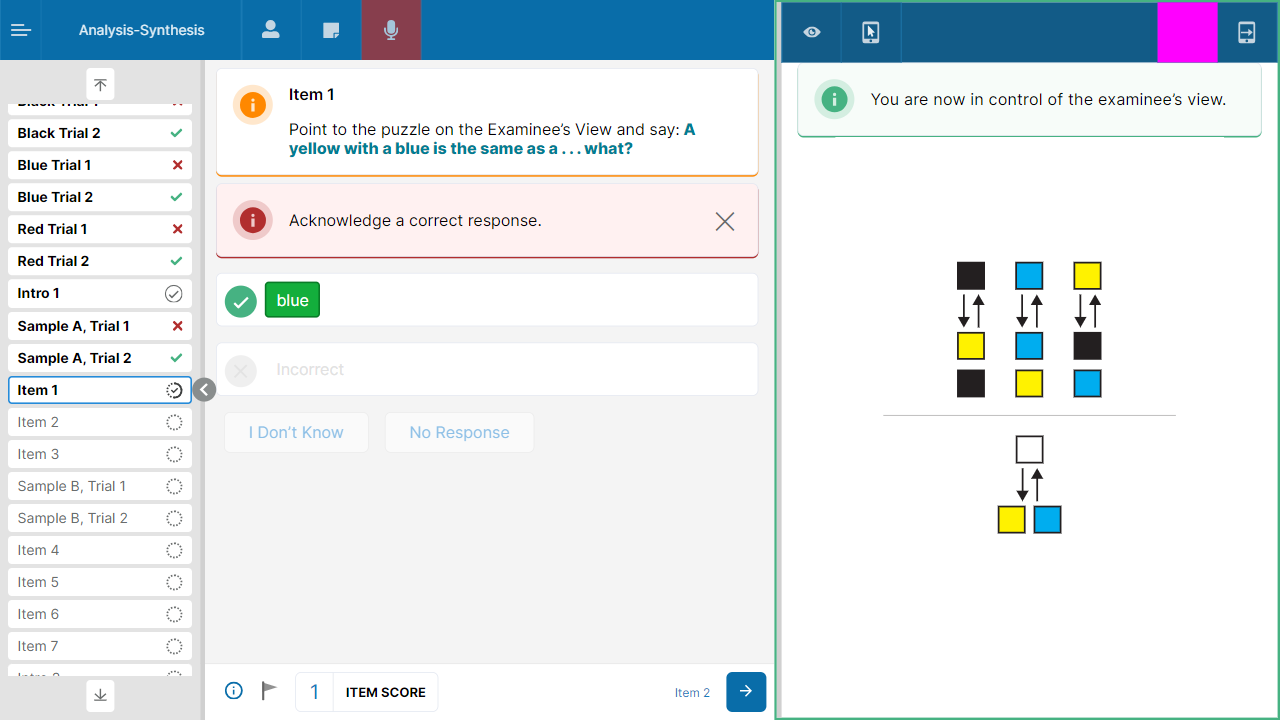 Analysis-Synthesis
Black Trial 1
Black Trial 2
Blue Trial 1
Blue Trial 2
Red Trial 1
Red Trial 2
Intro 1
Sample A, Trial 1
Sample A, Trial 2
Item 1
Item 2
Item 3
Sample B, Trial 1
Sample B, Trial 2
Item 4
Item 5
Item 6
Item 7
Item 1
Point to the puzzle on the Examinee's View and say: A
yellow with a blue is the same as a . . . what?
Acknowledge a correct response.
blue
Incorrect
I Don't Know
No Response
1 ITEM SCORE
Item 2
You are now in control of the examinee's view.